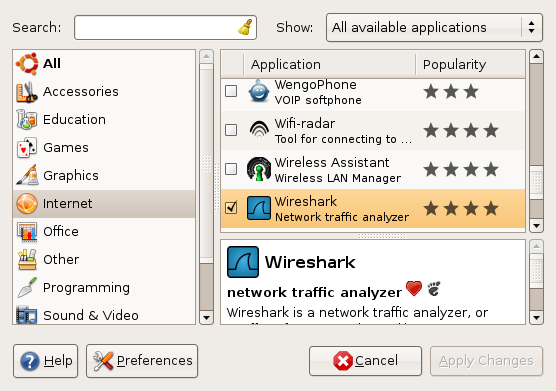 Search:
Show: All available applications
All
Accessories
Education
Games
Graphics
Internet
Office
Other
Programming
Sound & Video
Application Popularity
WengoPhone
VOIP softphone
Wifi-radar
Tool for connecting to ...
Wireless Assistant
Wireless LAN Manager
Wireshark
Network traffic analyzer
Wireshark
network traffic analyzer
Wireshark is a network traffic analyzer, or
Help Preferences Cancel Apply Changes